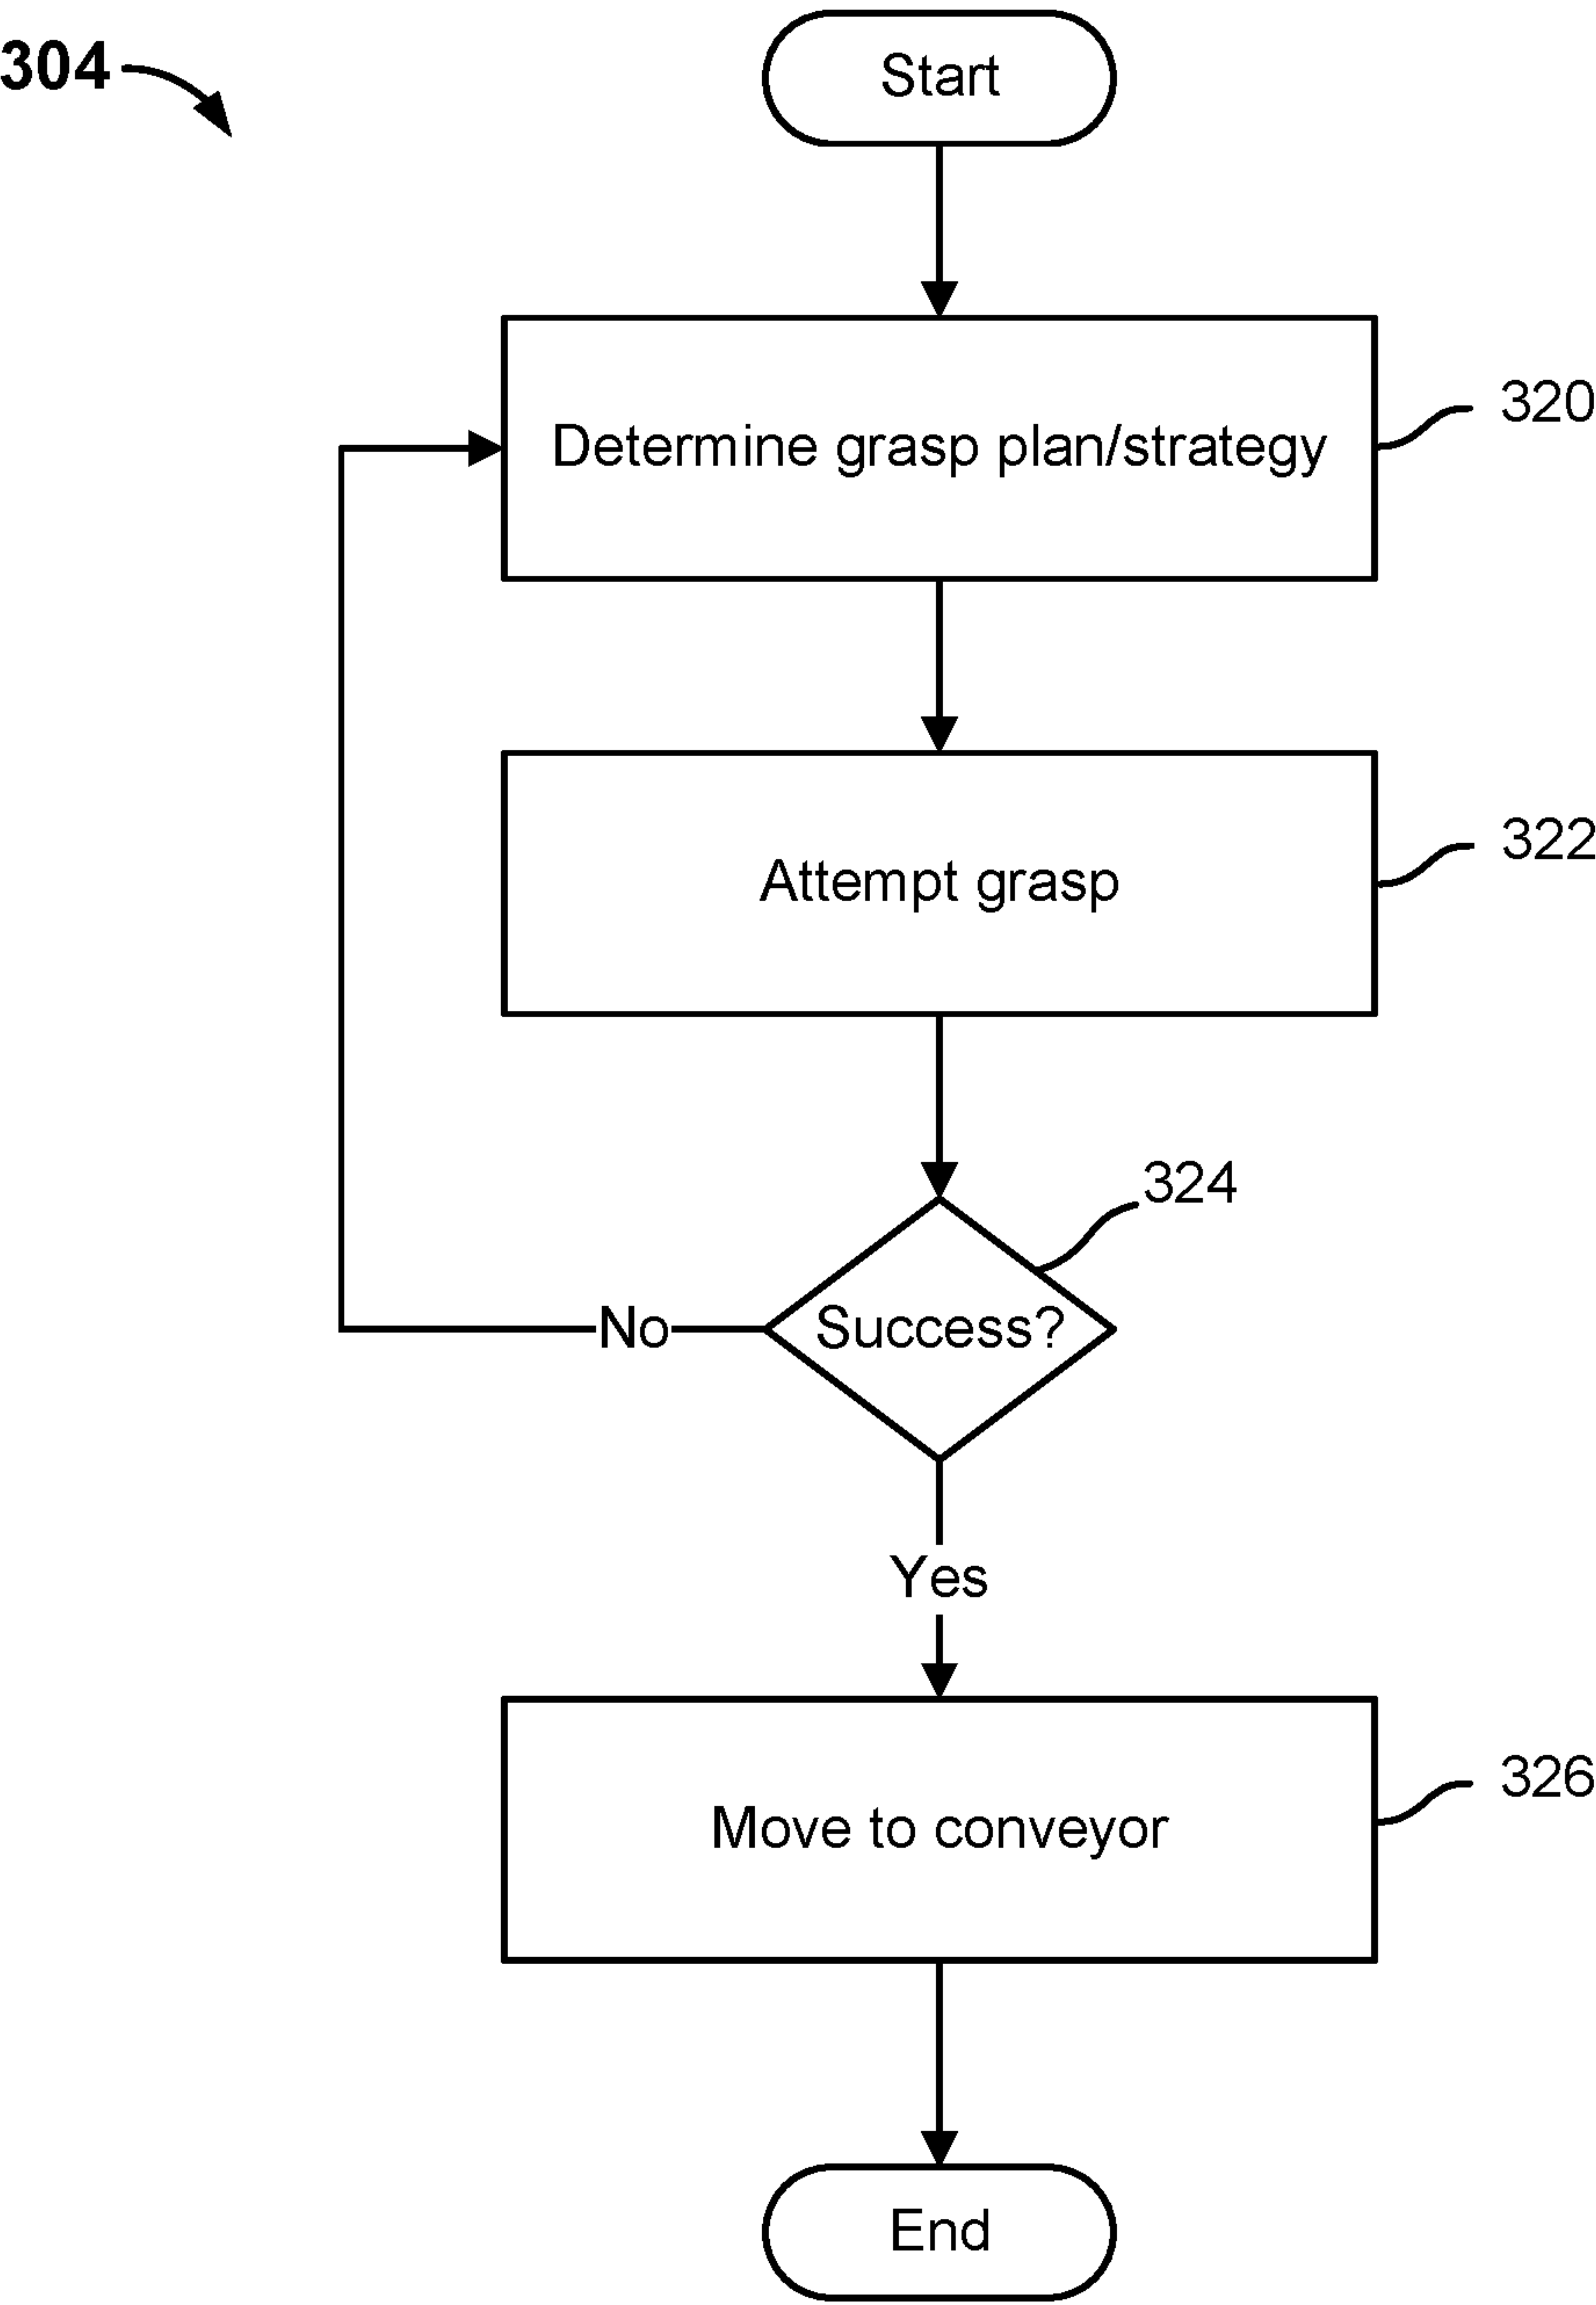 304
Start
Determine grasp plan/strategy
320
Attempt grasp
322
324
Success?
No
Yes
Move to conveyor
326
End